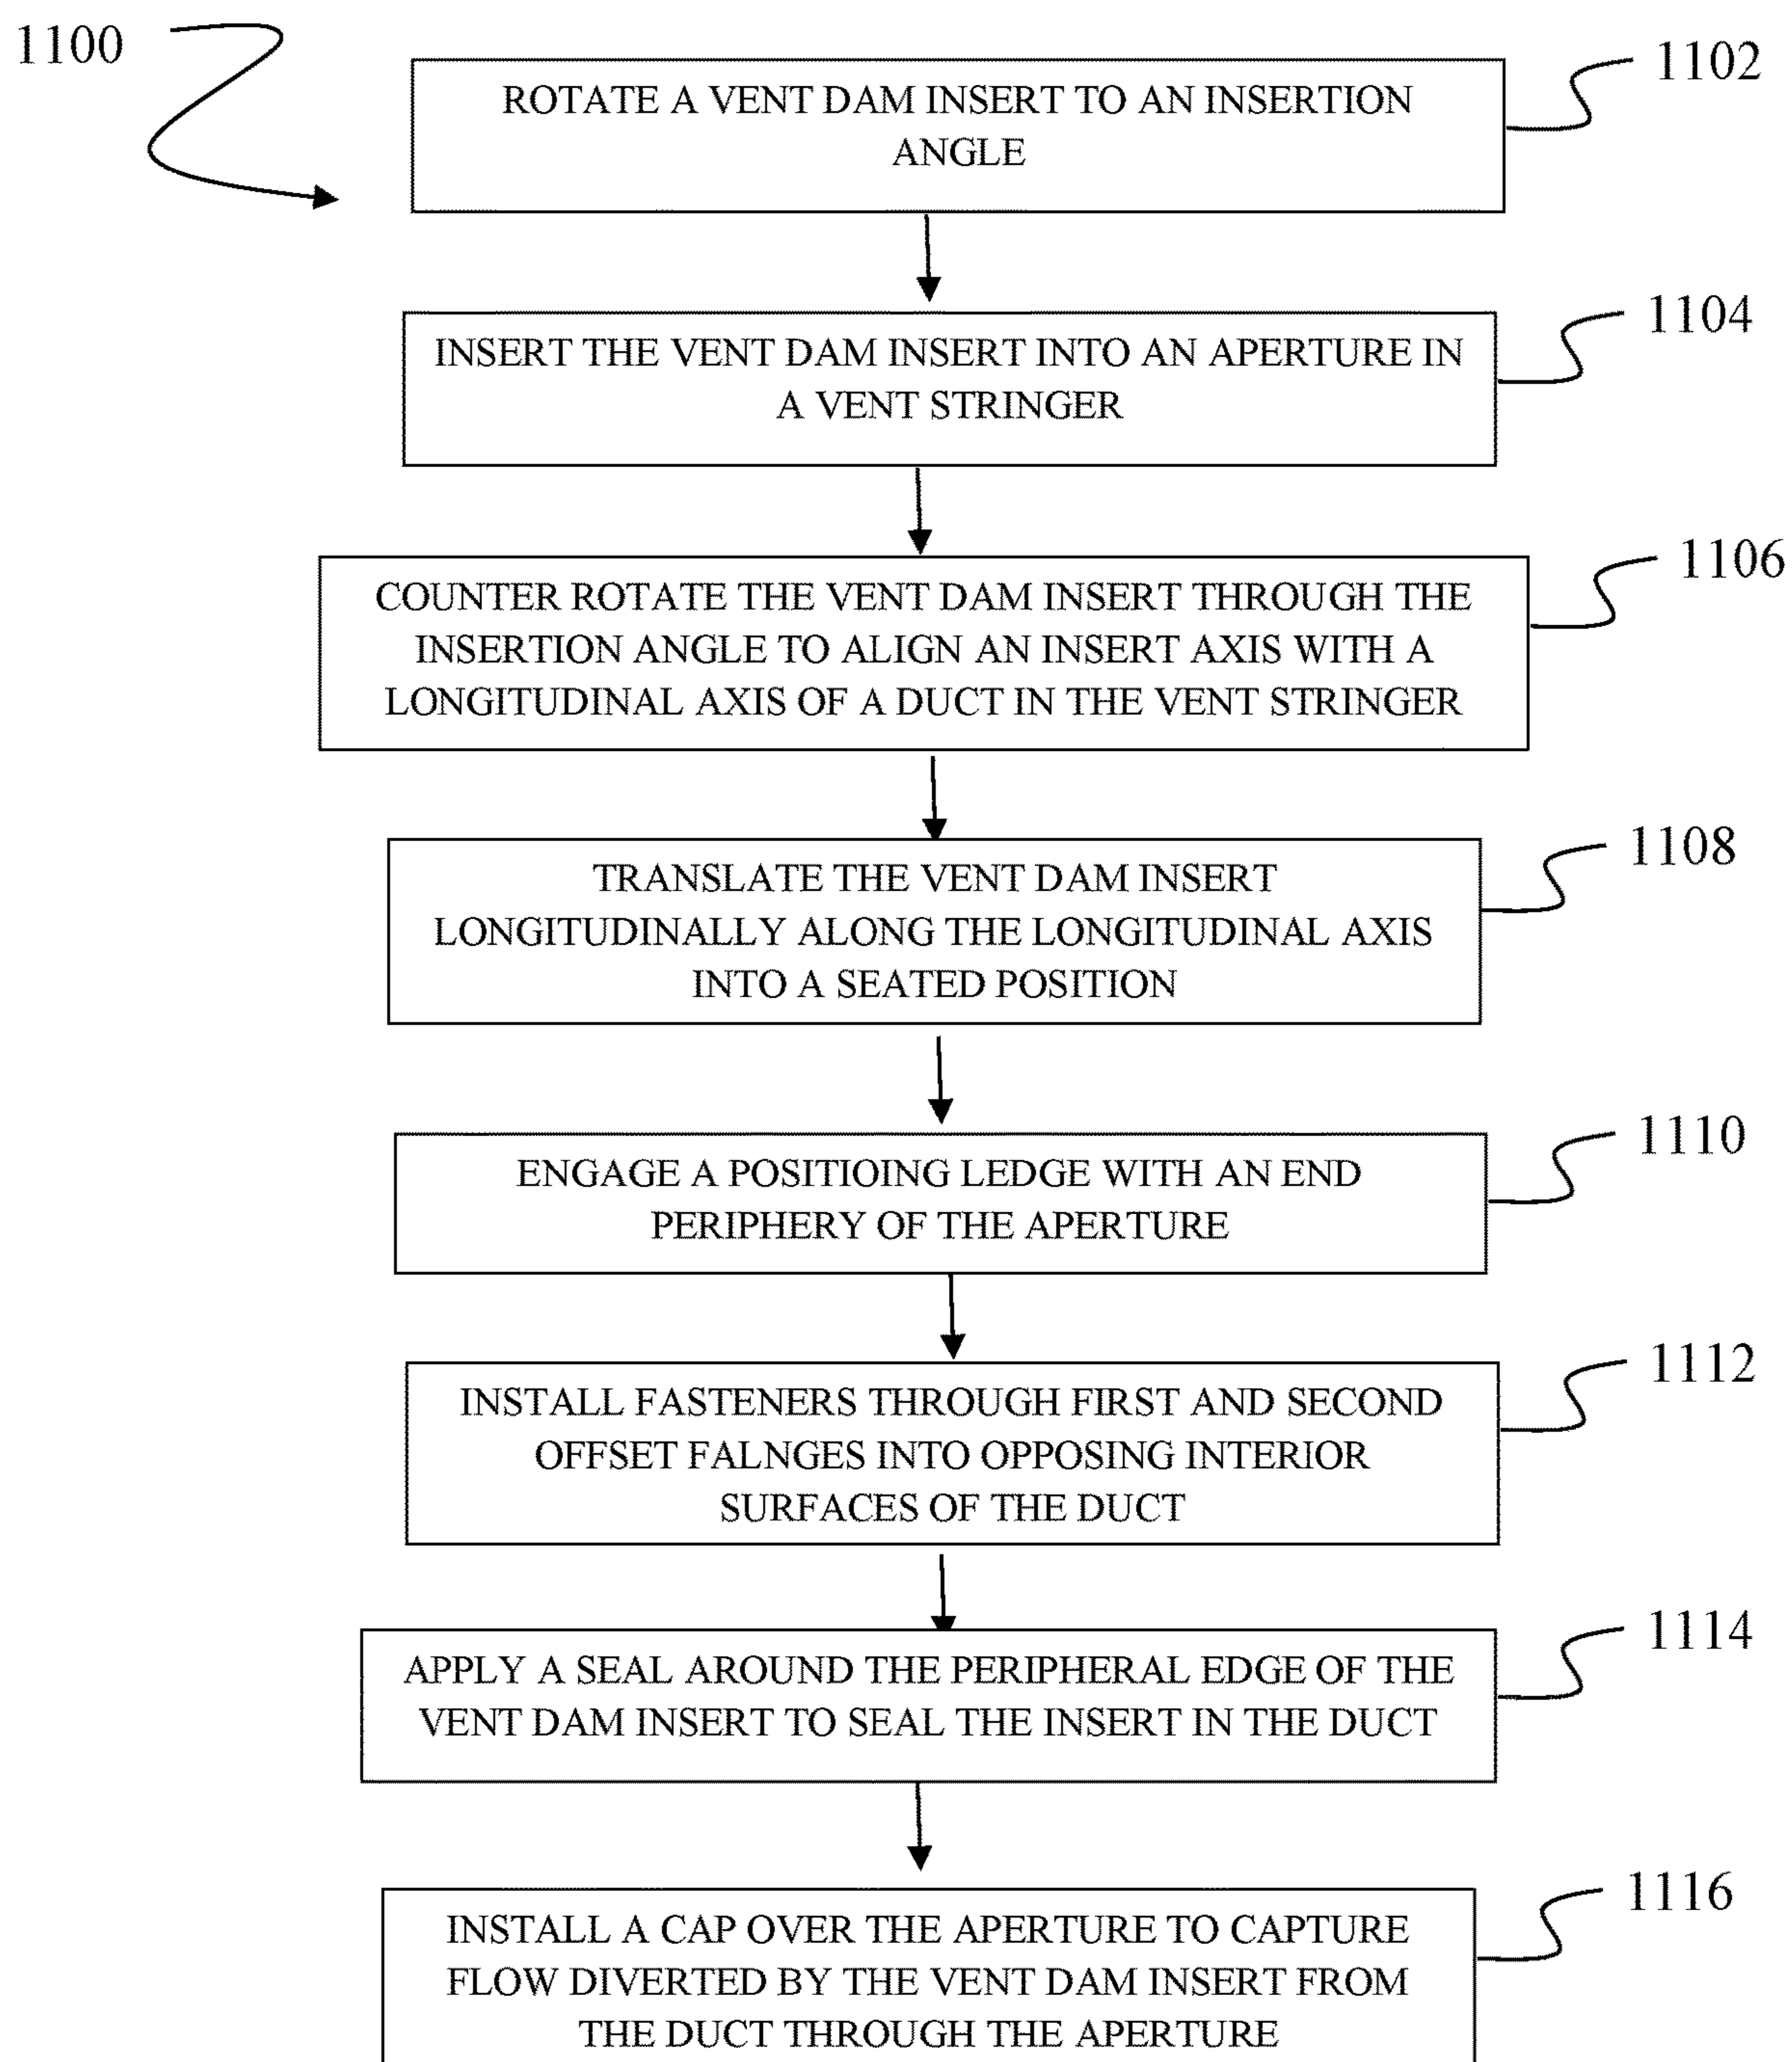 1100
1102
ROTATE A VENT DAM INSERT TO AN INSERTION
ANGLE
1104
INSERT THE VENT DAM INSERT INTO AN APERTURE IN
A VENT STRINGER
1106
COUNTER ROTATE THE VENT DAM INSERT THROUGH THE
INSERTION ANGLE TO ALIGN AN INSERT AXIS WITH A
LONGITUDINAL AXIS OF A DUCT IN THE VENT STRINGER
1108
TRANSLATE THE VENT DAM INSERT
LONGITUDINALLY ALONG THE LONGITUDINAL AXIS
INTO A SEATED POSITION
1110
ENGAGE A POSITIOING LEDGE WITH AN END
PERIPHERY OF THE APERTURE
1112
INSTALL FASTENERS THROUGH FIRST AND SECOND
OFFSET FALNGES INTO OPPOSING INTERIOR
SURFACES OF THE DUCT
1114
APPLY A SEAL AROUND THE PERIPHERAL EDGE OF THE
VENT DAM INSERT TO SEAL THE INSERT IN THE DUCT
1116
INSTALL A CAP OVER THE APERTURE TO CAPTURE
FLOW DIVERTED BY THE VENT DAM INSERT FROM
THE DUCT THROUGH THE APERTURE